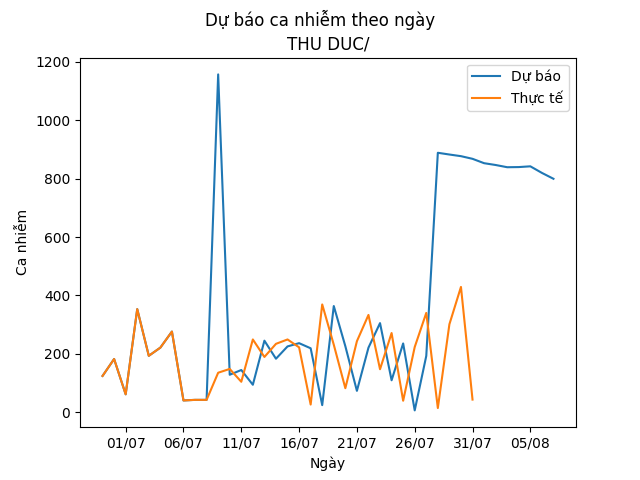 Dự báo ca nhiễm theo ngày
THU DUC/
Dự báo
Thực tế
Ca nhiễm
1200
1000
800
600
400
200
0
01/07 06/07 11/07 16/07 21/07 26/07 31/07 05/08
Ngày